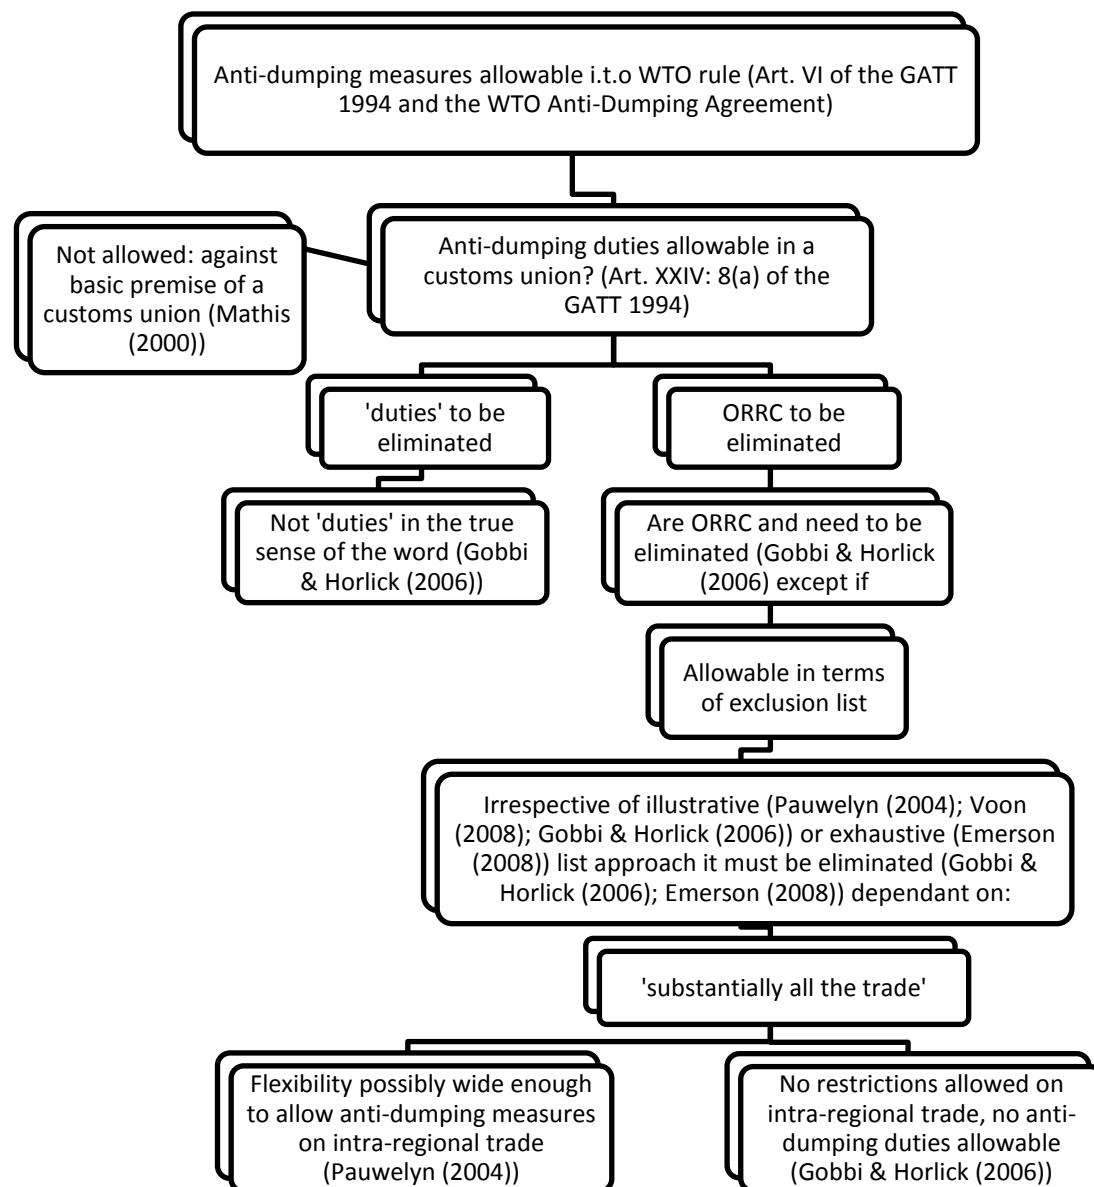 Anti-dumping measures allowable i.t.o WTO rule (Art. VI of the GATT
1994 and the WTO Anti-Dumping Agreement)
Not allowed: against
basic premise of a
customs union (Mathis
(2000))
Anti-dumping duties allowable in a
customs union? (Art. XXIV: 8(a) of the
GATT 1994)
'duties' to be
eliminated
ORRC to be
eliminated
Not 'duties' in the true
sense of the word (Gobbi
& Horlick (2006))
Are ORRC and need to be
eliminated (Gobbi & Horlick
(2006) except if
Allowable in terms
of exclusion list
Irrespective of illustrative (Pauwelyn (2004); Voon
(2008); Gobbi & Horlick (2006)) or exhaustive (Emerson
(2008)) list approach it must be eliminated (Gobbi &
Horlick (2006); Emerson (2008)) dependant on:
'substantially all the trade'
Flexibility possibly wide enough
to allow anti-dumping measures
on intra-regional trade
(Pauwelyn (2004))
No restrictions allowed on
intra-regional trade, no anti-
dumping duties allowable
(Gobbi & Horlick (2006))